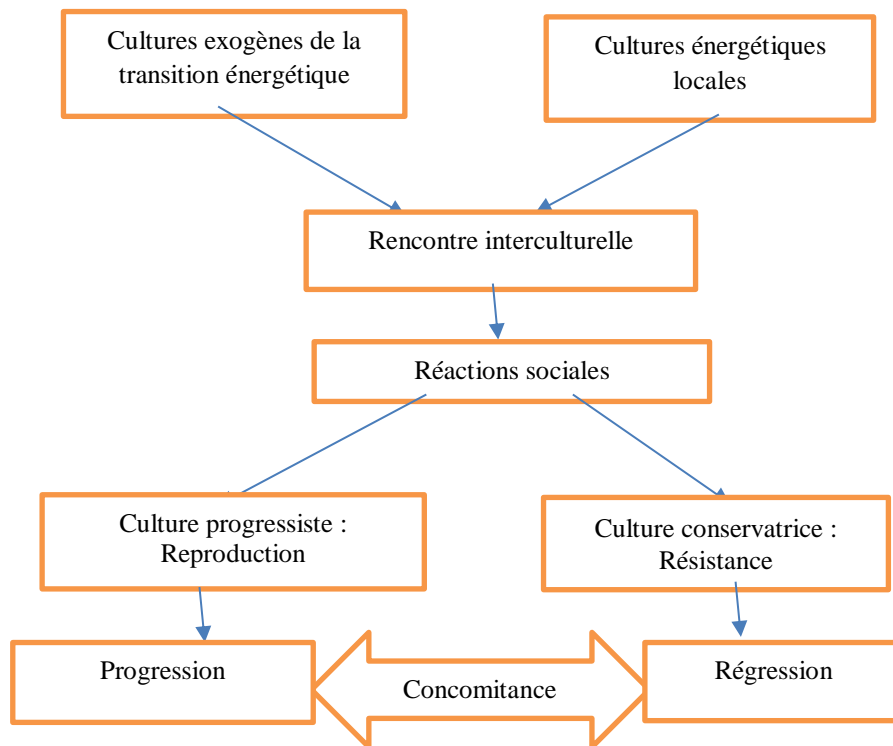 Cultures exogènes de la
transition énergétique
Cultures énergétiques
locales
Rencontre interculturelle
Réactions sociales
Culture progressiste :
Reproduction
Culture conservatrice :
Résistance
Progression
Concomitance
Régression